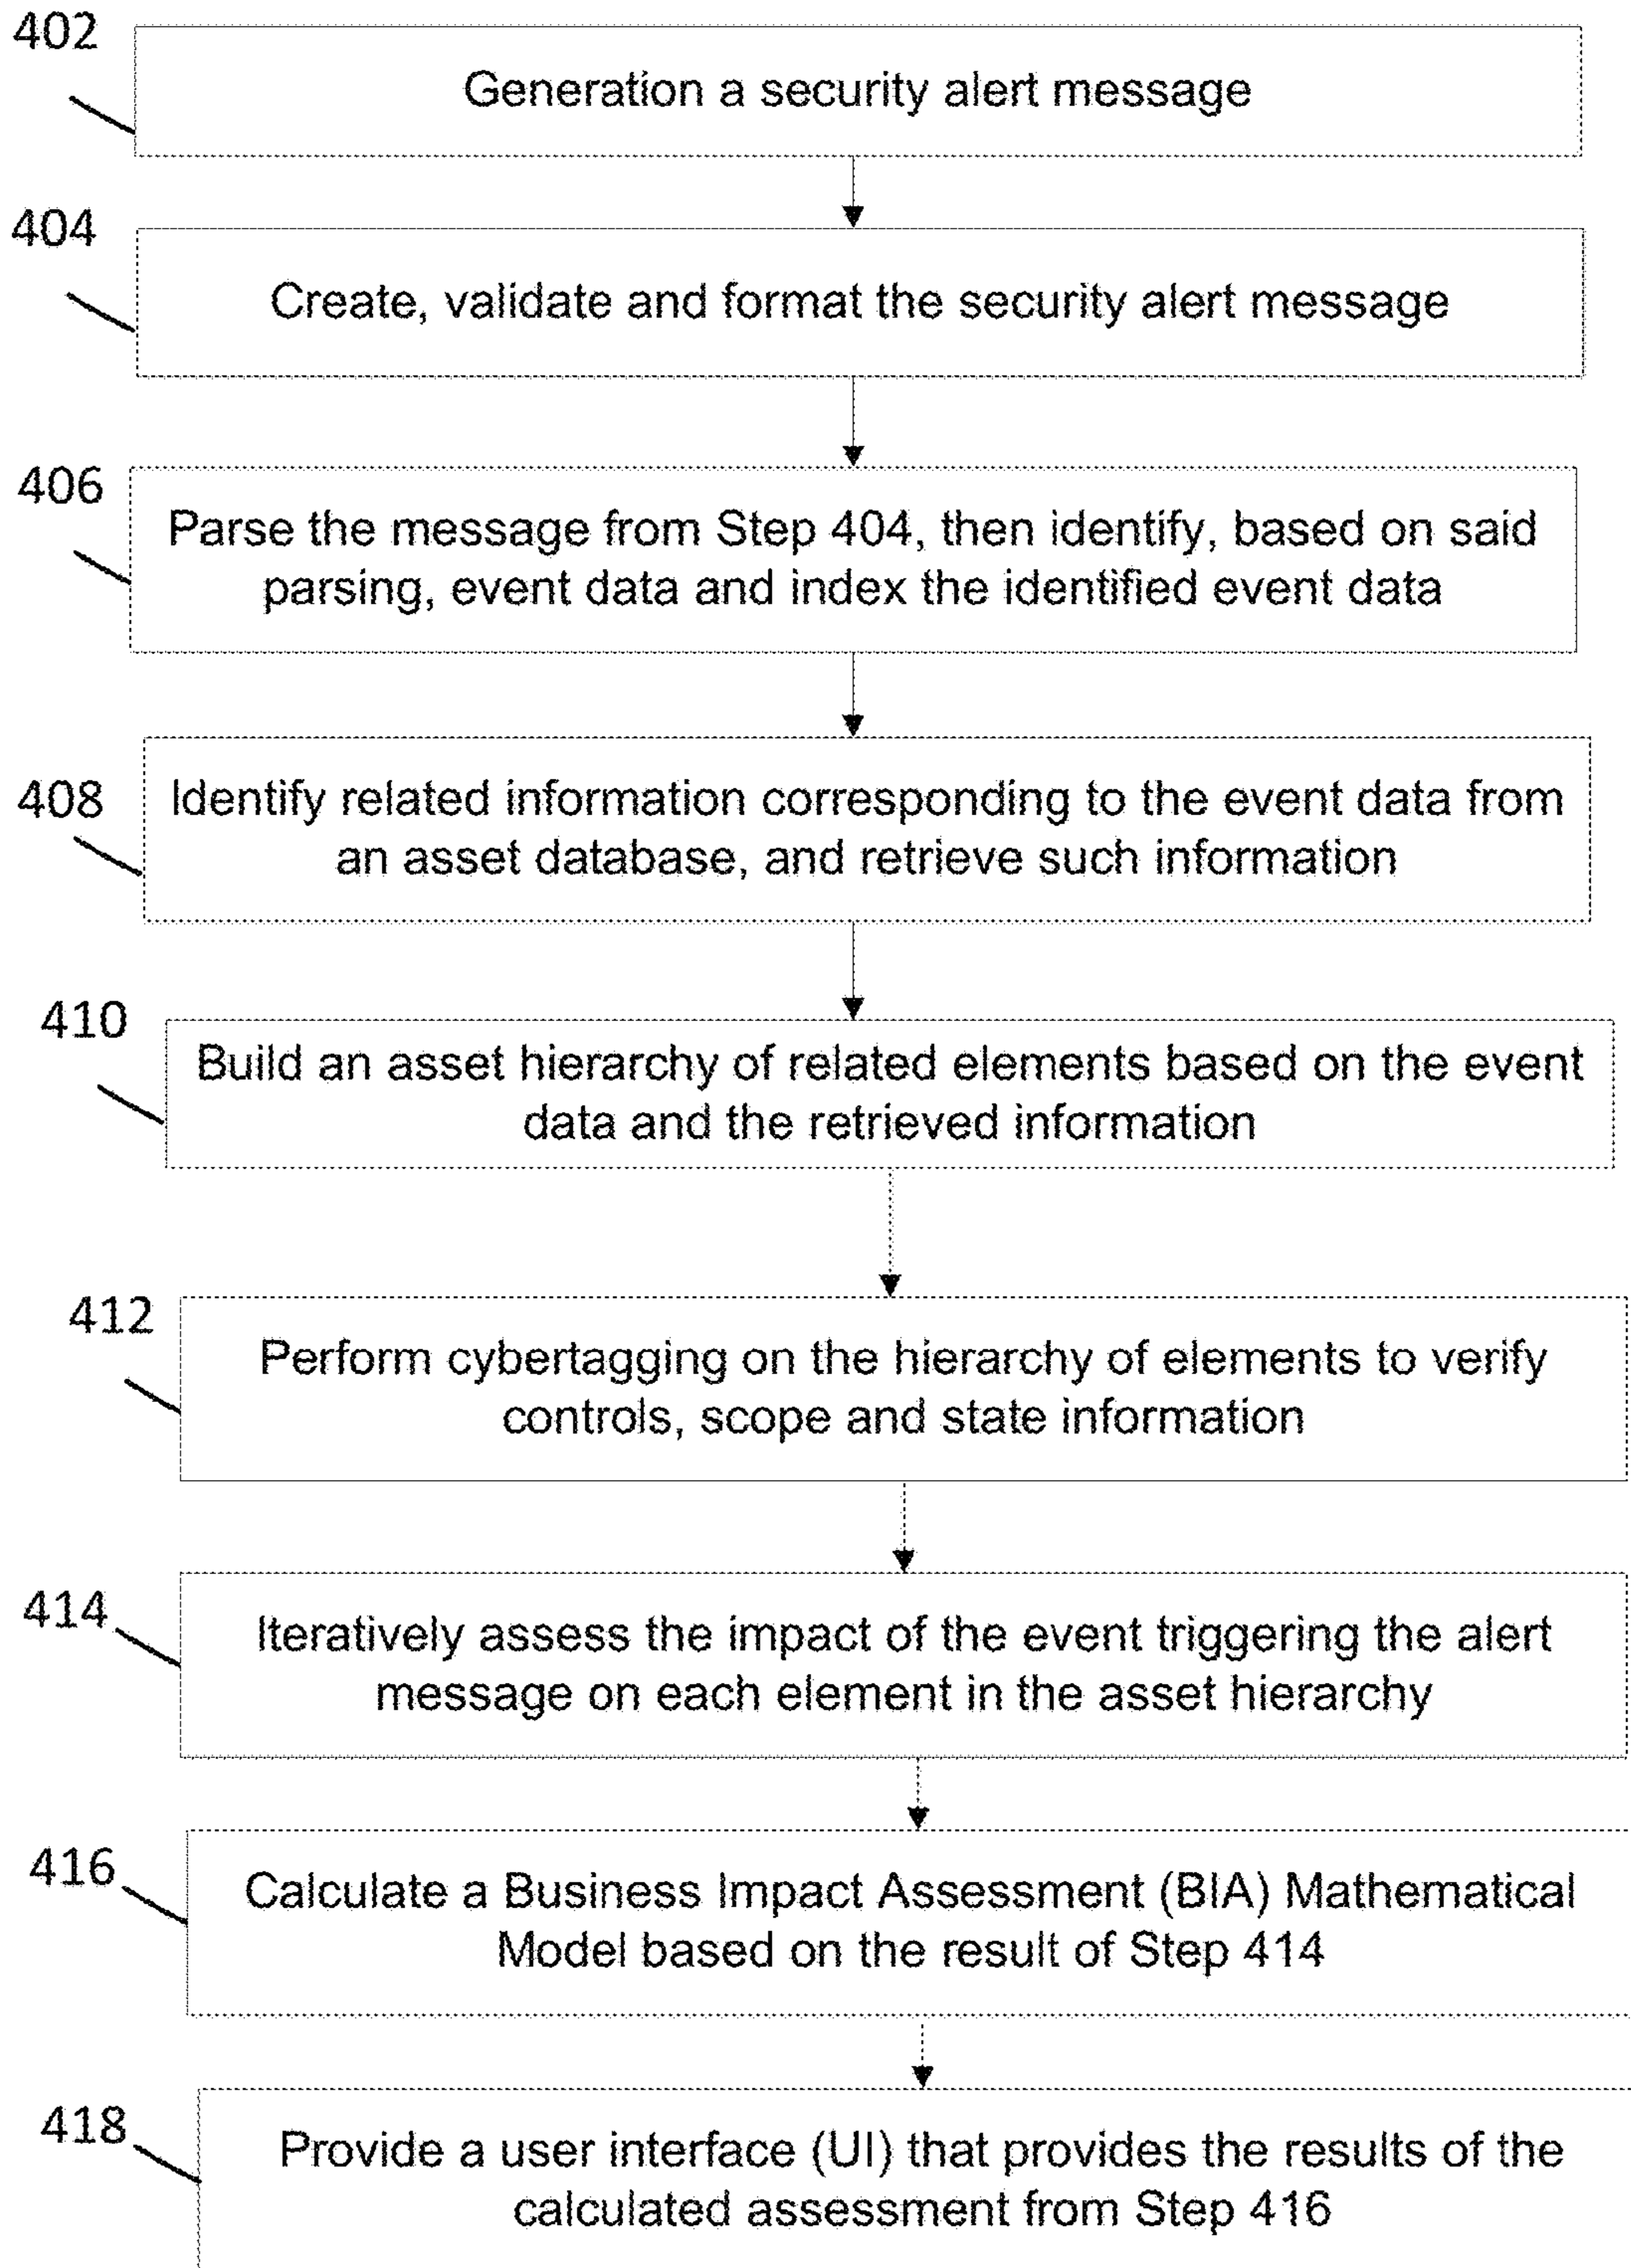 402
Generation a security alert message
404
Create, validate and format the security alert message
406
Parse the message from Step 404, then identify, based on said
parsing, event data and index the identified event data
408
Identify related information corresponding to the event data from
an asset database, and retrieve such information
410
Build an asset hierarchy of related elements based on the event
data and the retrieved information
412
Perform cybertagging on the hierarchy of elements to verify
controls, scope and state information
414
Iteratively assess the impact of the event triggering the alert
message on each element in the asset hierarchy
416
Calculate a Business Impact Assessment (BIA) Mathematical
Model based on the result of Step 414
418
Provide a user interface (UI) that provides the results of the
calculated assessment from Step 416